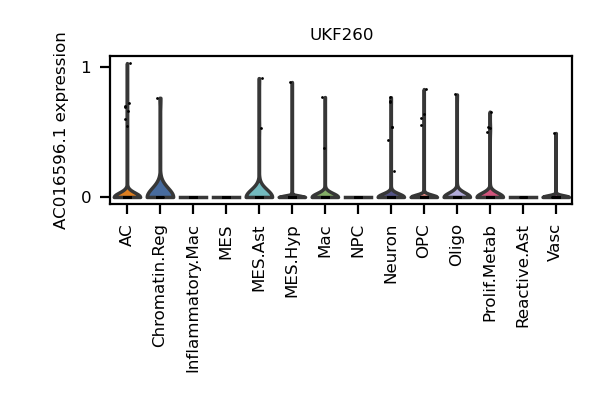 UKF260
AC016596.1 expression
1
0
AC
Chromatin.Reg
Inflammatory.Mac
MES
MES.Ast
MES.Hyp
Mac
NPC
Neuron
OPC
Oligo
Prolif.Metab
Reactive.Ast
Vasc